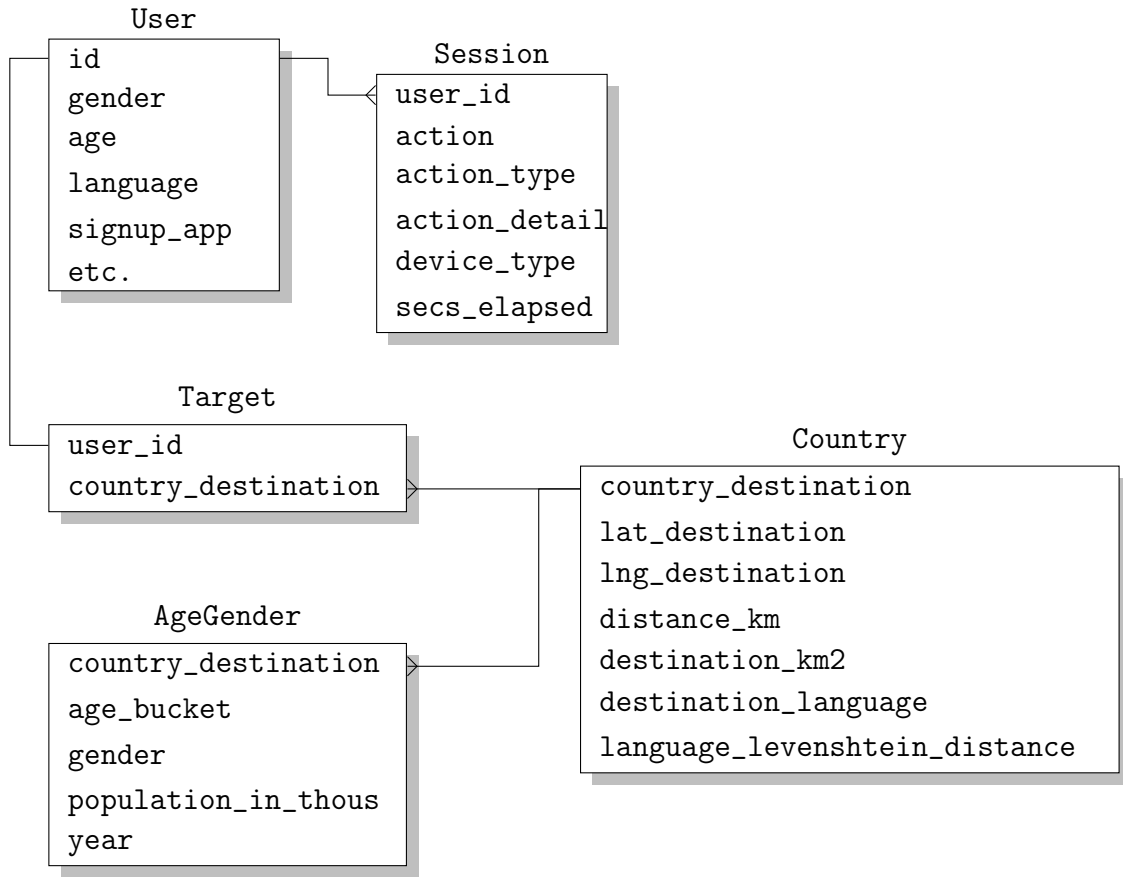 User
id
gender
age
language
signup_app
etc.
Session
user_id
action
action_type
action_detail
device_type
secs_elapsed
Target
user_id
country_destination
Country
country_destination
lat_destination
lng_destination
distance_km
destination_km2
destination_language
language_levenshtein_distance
AgeGender
country_destination
age_bucket
gender
population_in_thous
year